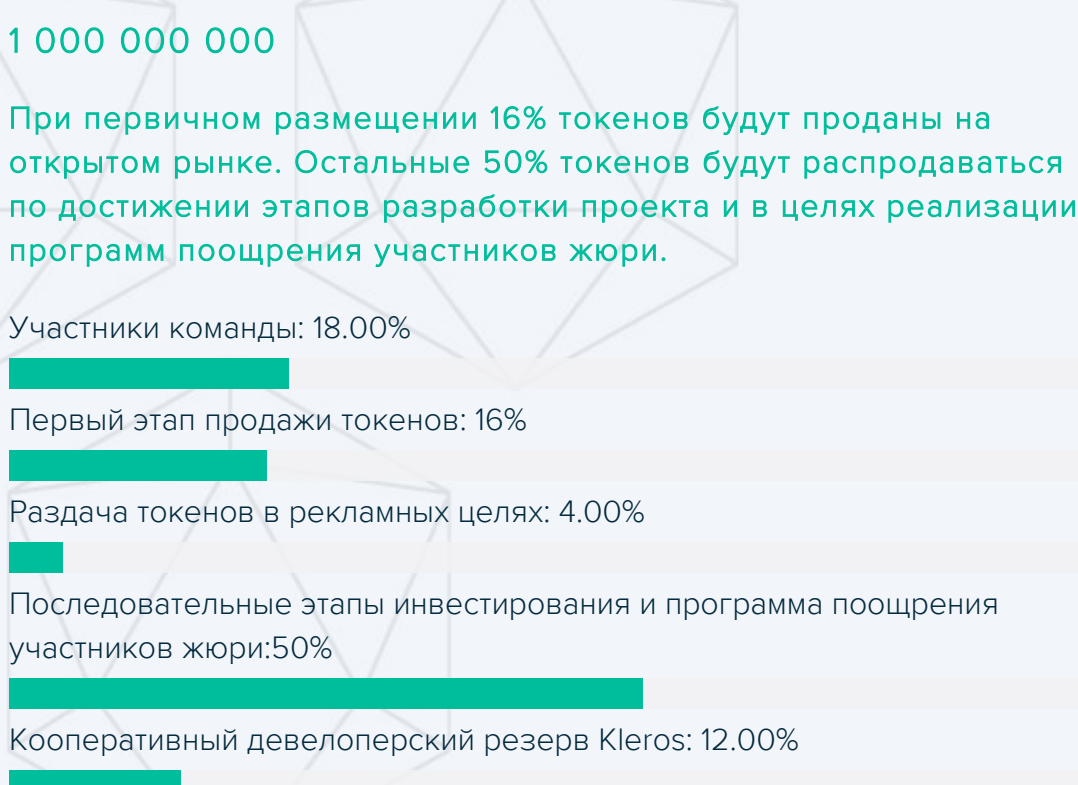 1 000 000 000
При первичном размещении 16% токенов будут проданы на
открытом рынке. Остальные 50% токенов будут распродаваться
по достижении этапов разработки проекта и в целях реализации
программ поощрения участников жюри.
Участники команды: 18.00%
Первый этап продажи токенов: 16%
Раздача токенов в рекламных целях: 4.00%
Последовательные этапы инвестирования и программа поощрения
участников жюри:50%
Кооперативный девелоперский резерв Kleros: 12.00%